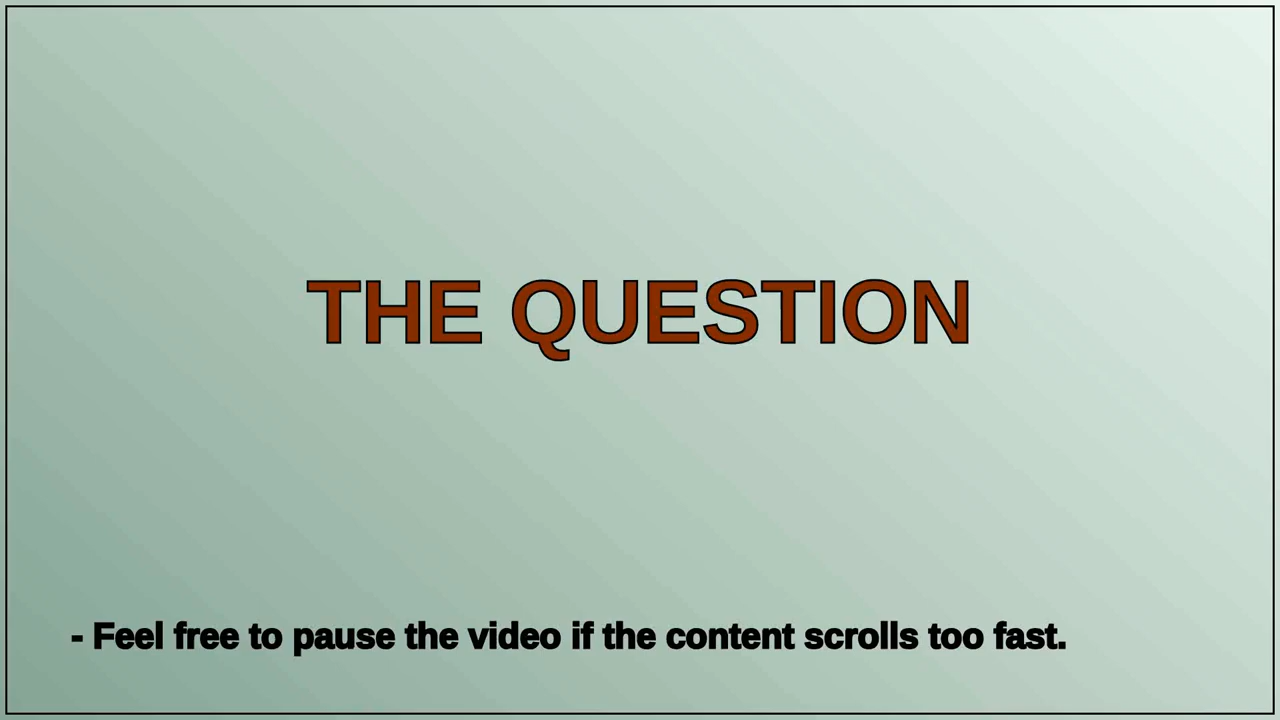 THE QUESTION
- Feel free to pause the video if the content scrolls too fast.